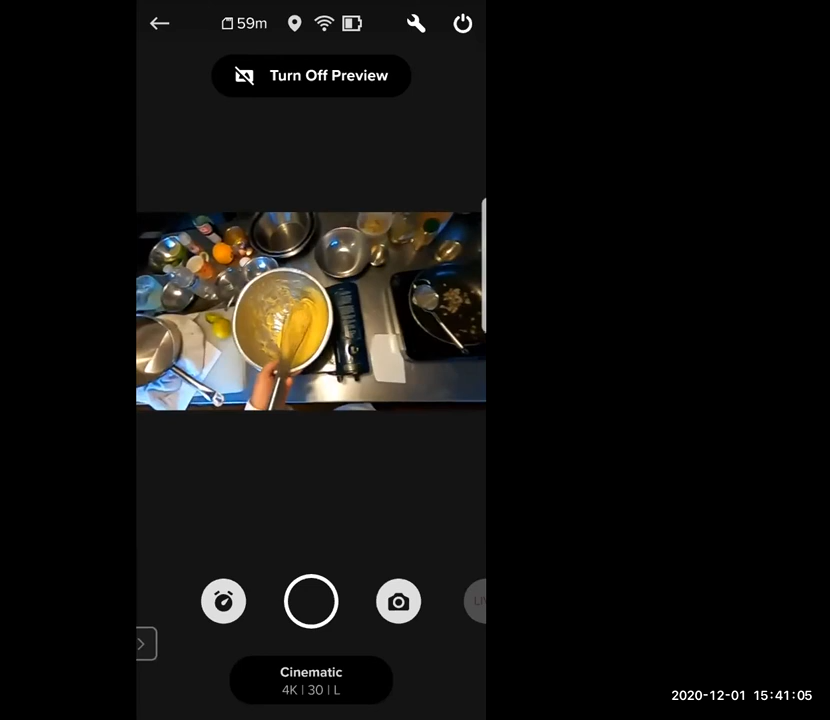 59m
Turn Off Preview
Cinematic
4K | 30 | L
2020-12-01 15:41:05